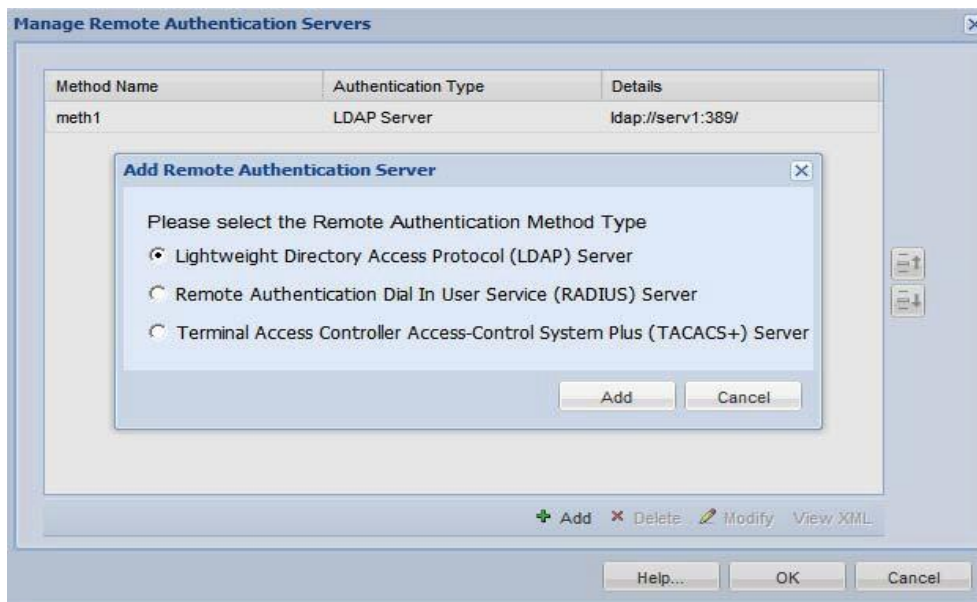 Manage Remote Authentication Servers
Method Name Authentication Type Details
meth1 LDAP Server ldap://serv1:389/
Add Remote Authentication Server
Please select the Remote Authentication Method Type
Lightweight Directory Access Protocol (LDAP) Server
Remote Authentication Dial In User Service (RADIUS) Server
Terminal Access Controller Access-Control System Plus (TACACS+) Server
Add Cancel
Add Delete Modify View XML
Help... OK Cancel